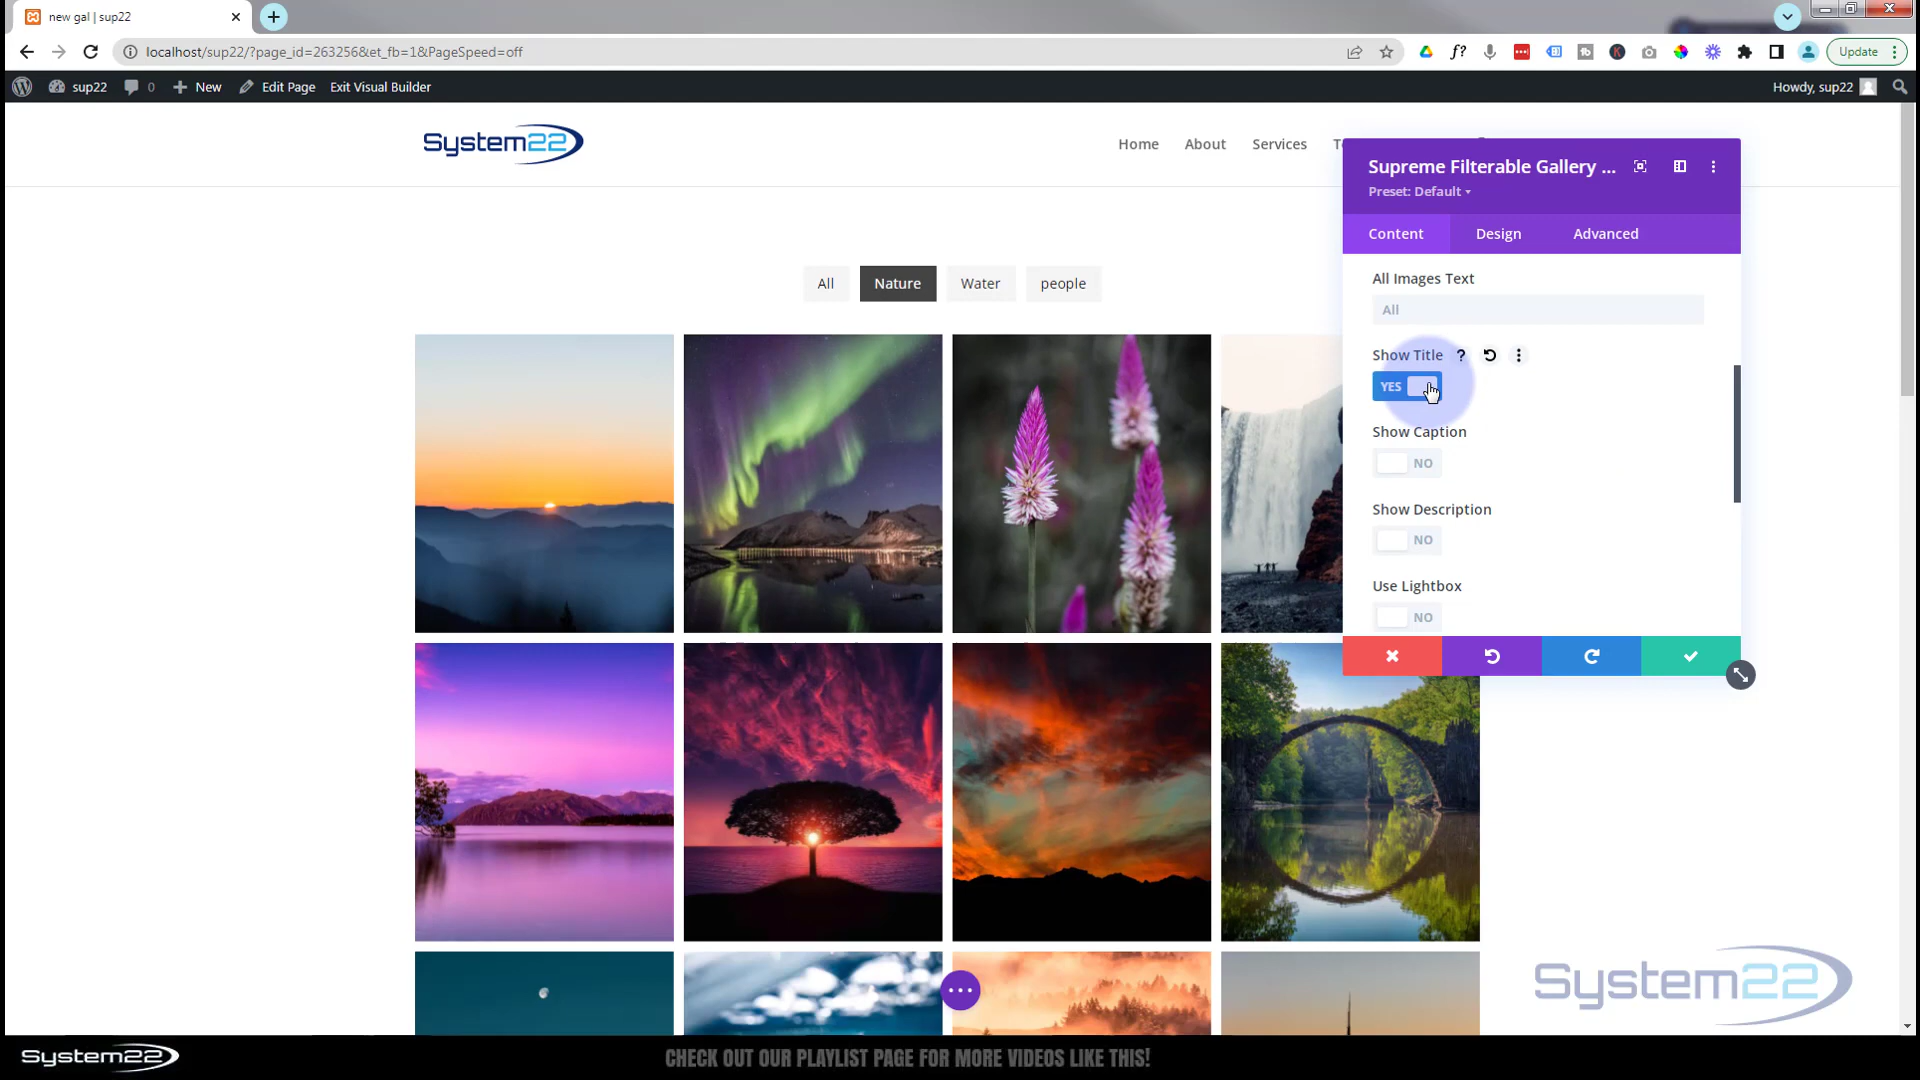 new gal | sup22
localhost/sup22/?page_id=263256&et_fb=1&PageSpeed=off
Update
sup22
0
New
Edit Page
Exit Visual Builder
Howdy, sup22
System22
Home
About
Services
Supreme Filterable Gallery ...
Preset: Default
Content
Design
Advanced
All
Nature
Water
people
All Images Text
All
Show Title
YES
Show Caption
NO
Show Description
NO
Use Lightbox
NO
System22
System22
CHECK OUT OUR PLAYLIST PAGE FOR MORE VIDEOS LIKE THIS!